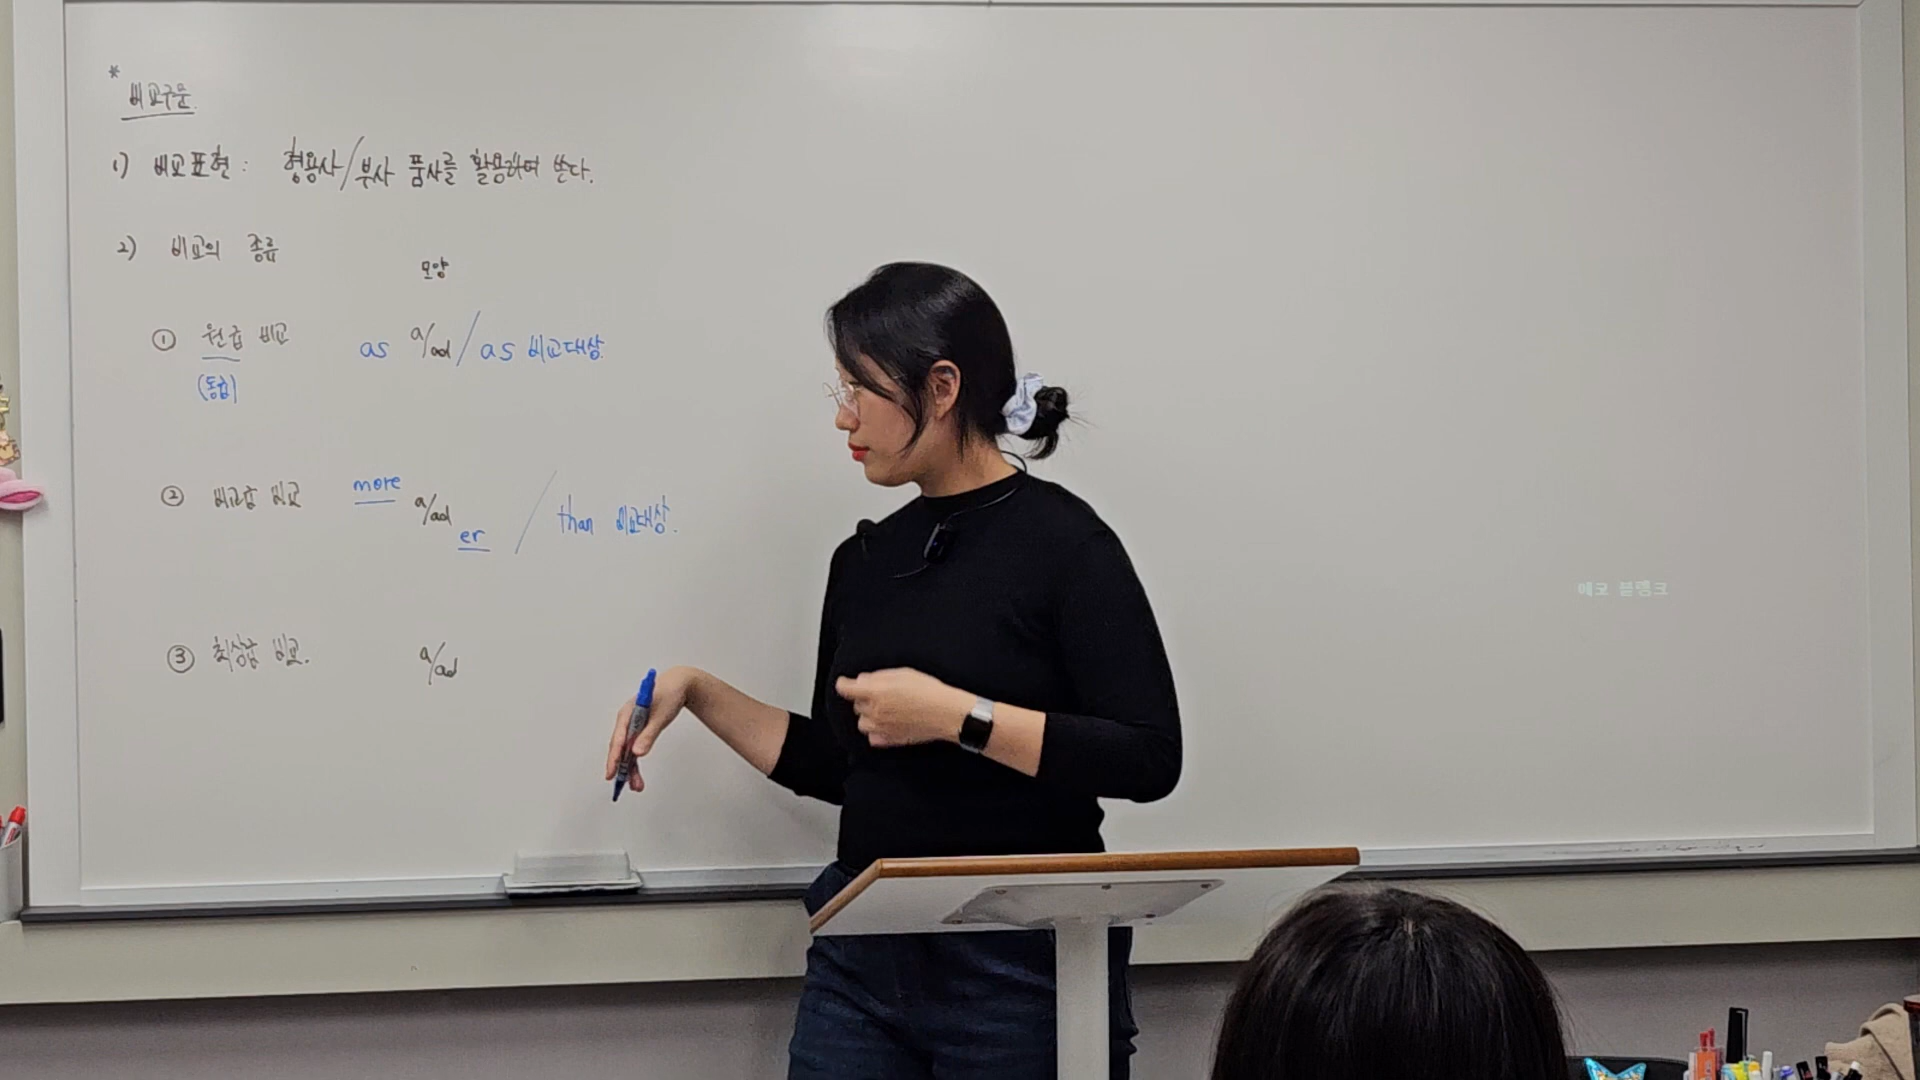 *
비교구문.
1) 비교표현 : 형용사/부사 품사를 활용하여 쓴다.
2) 비교의 종류
모양
① 원급 비교 as a/ad / as 비교대상.
(동급)
② 비교급 비교 more a/ad er / than 비교대상.
③ 최상급 비교. a/ad
에코 블랭크